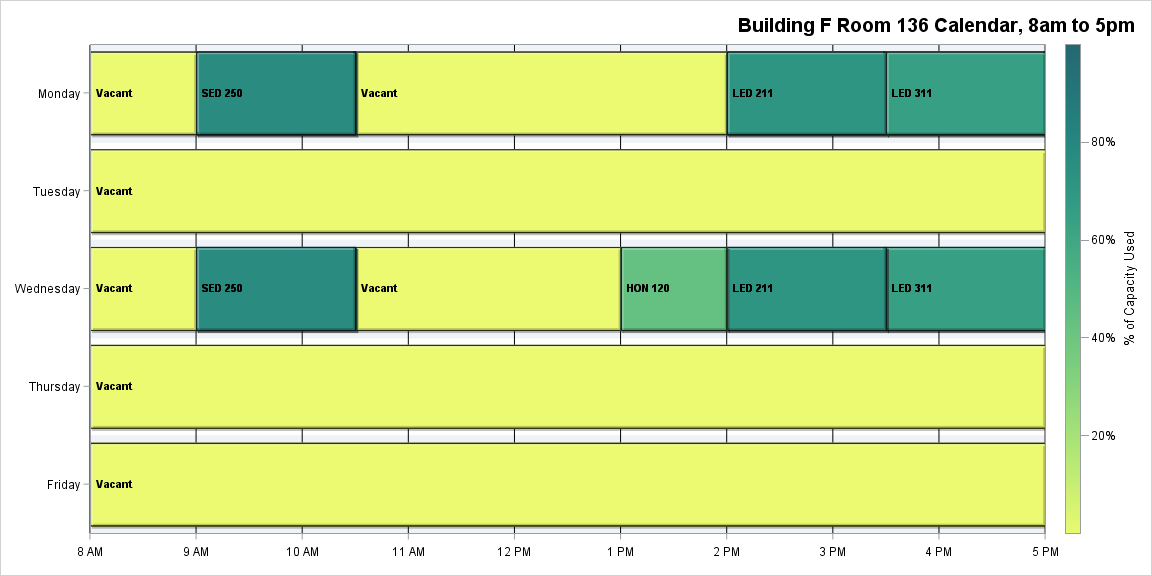 Building F Room 136 Calendar, 8am to 5pm
Monday
Vacant
SED 250
Vacant
LED 211
LED 311
Tuesday
Vacant
Wednesday
Vacant
SED 250
Vacant
HON 120
LED 211
LED 311
Thursday
Vacant
Friday
Vacant
8 AM
9 AM
10 AM
11 AM
12 PM
1 PM
2 PM
3 PM
4 PM
5 PM
80%
60%
40%
20%
% of Capacity Used